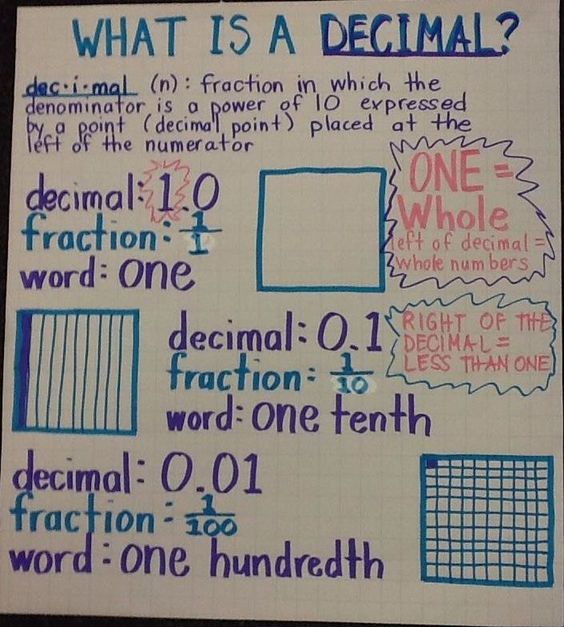 WHAT IS A DECIMAL?
dec·i·mal (n): fraction in which the
denominator is a power of 10 expressed
by a point (decimal point) placed at the
left of the numerator
decimal: 1.0
fraction: 1/1
word: one
ONE =
Whole
left of decimal =
whole numbers
decimal: 0.1
fraction: 1/10
word: one tenth
RIGHT OF THE
DECIMAL =
LESS THAN ONE
decimal: 0.01
fraction: 1/100
word: one hundredth